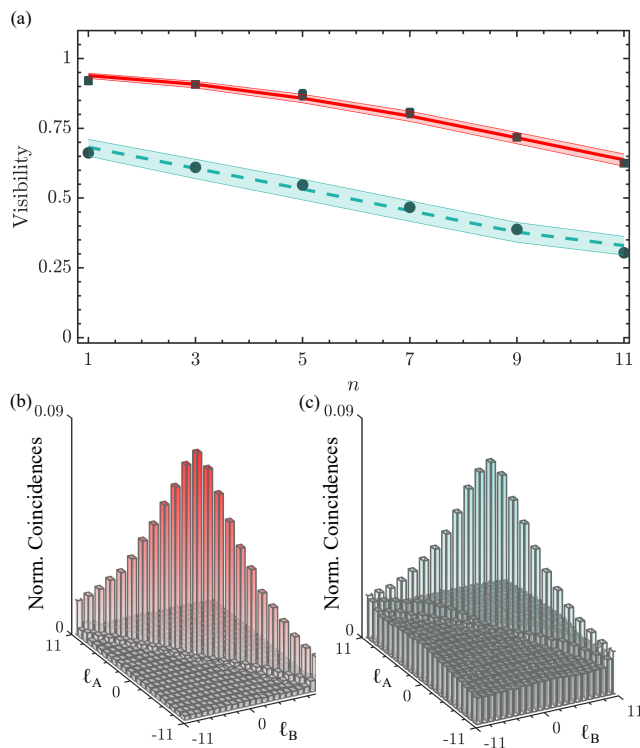 (a)
1
0.75
0.5
0.25
0
Visibility
1 3 5 7 9 11
n
(b)
0.09
Norm. Coincidences
0
11
ℓA
0
-11
-11
0
ℓB
(c)
0.09
Norm. Coincidences
0
11
ℓA
0
-11
-11
0
ℓB
11